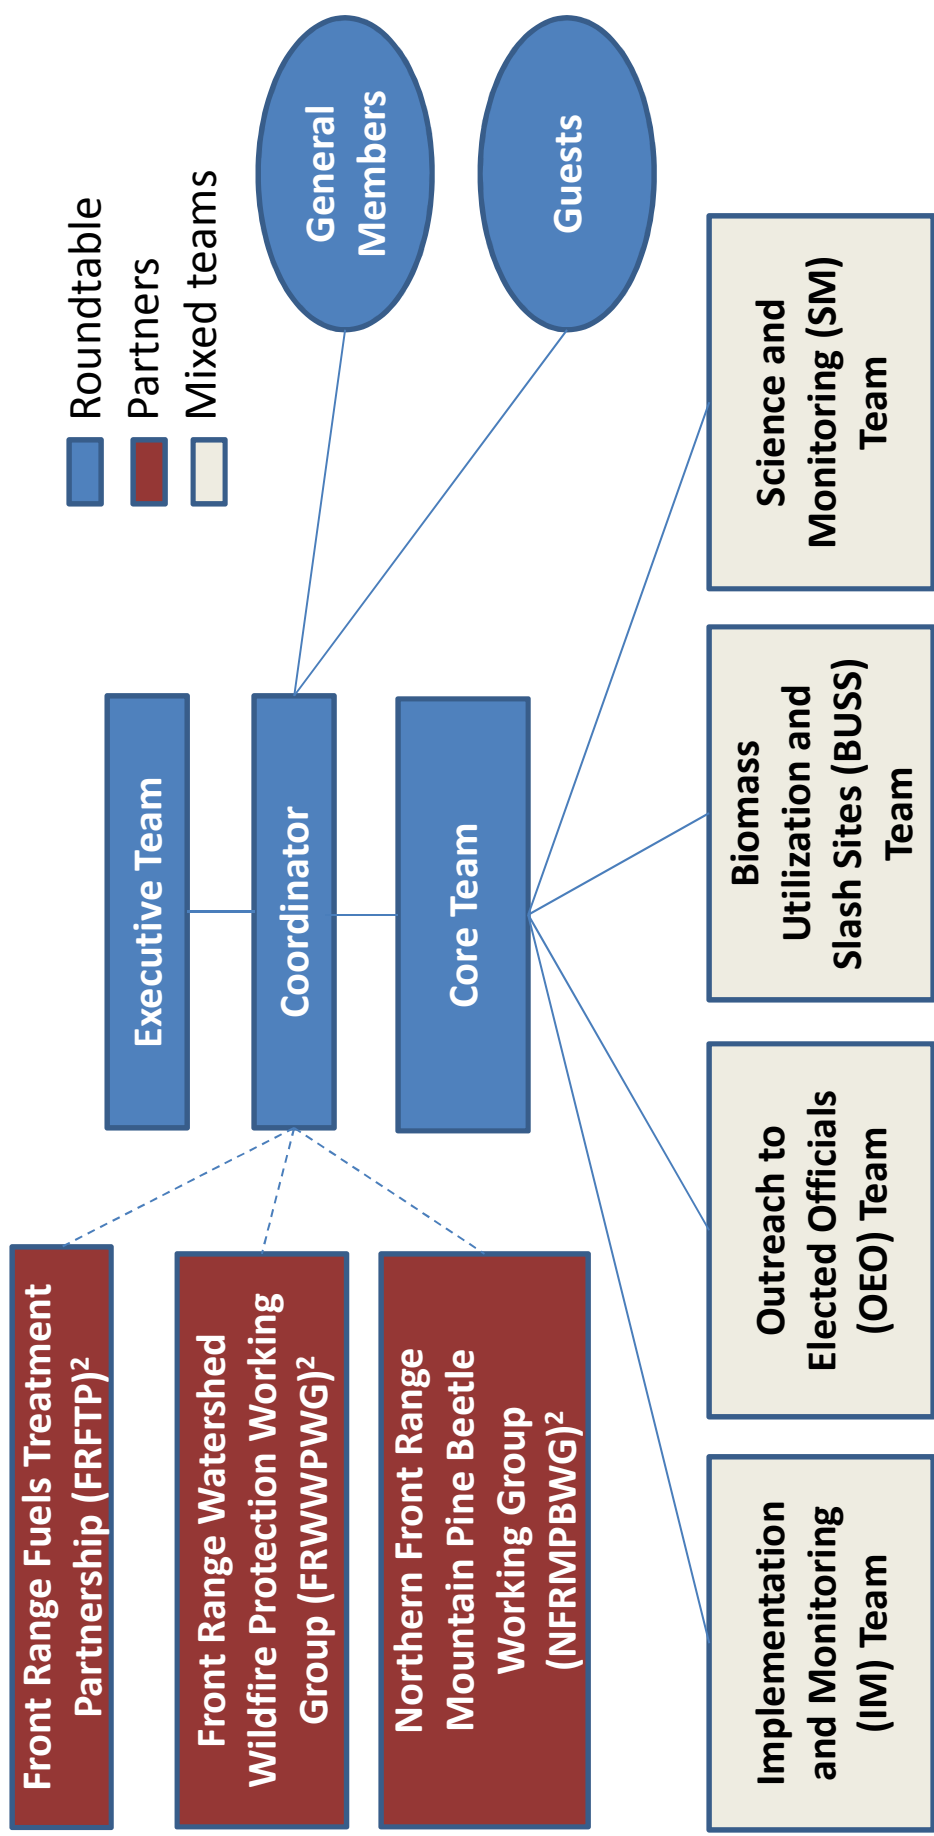 Front Range Fuels Treatment
Partnership (FRFTP)²
Front Range Watershed
Wildfire Protection Working
Group (FRWWPWG)²
Northern Front Range
Mountain Pine Beetle
Working Group
(NFRMPBWG)²
Executive Team
Coordinator
Core Team
Roundtable
Partners
Mixed teams
General
Members
Guests
Implementation
and Monitoring
(IM) Team
Outreach to
Elected Officials
(OEO) Team
Biomass
Utilization and
Slash Sites (BUSS)
Team
Science and
Monitoring (SM)
Team